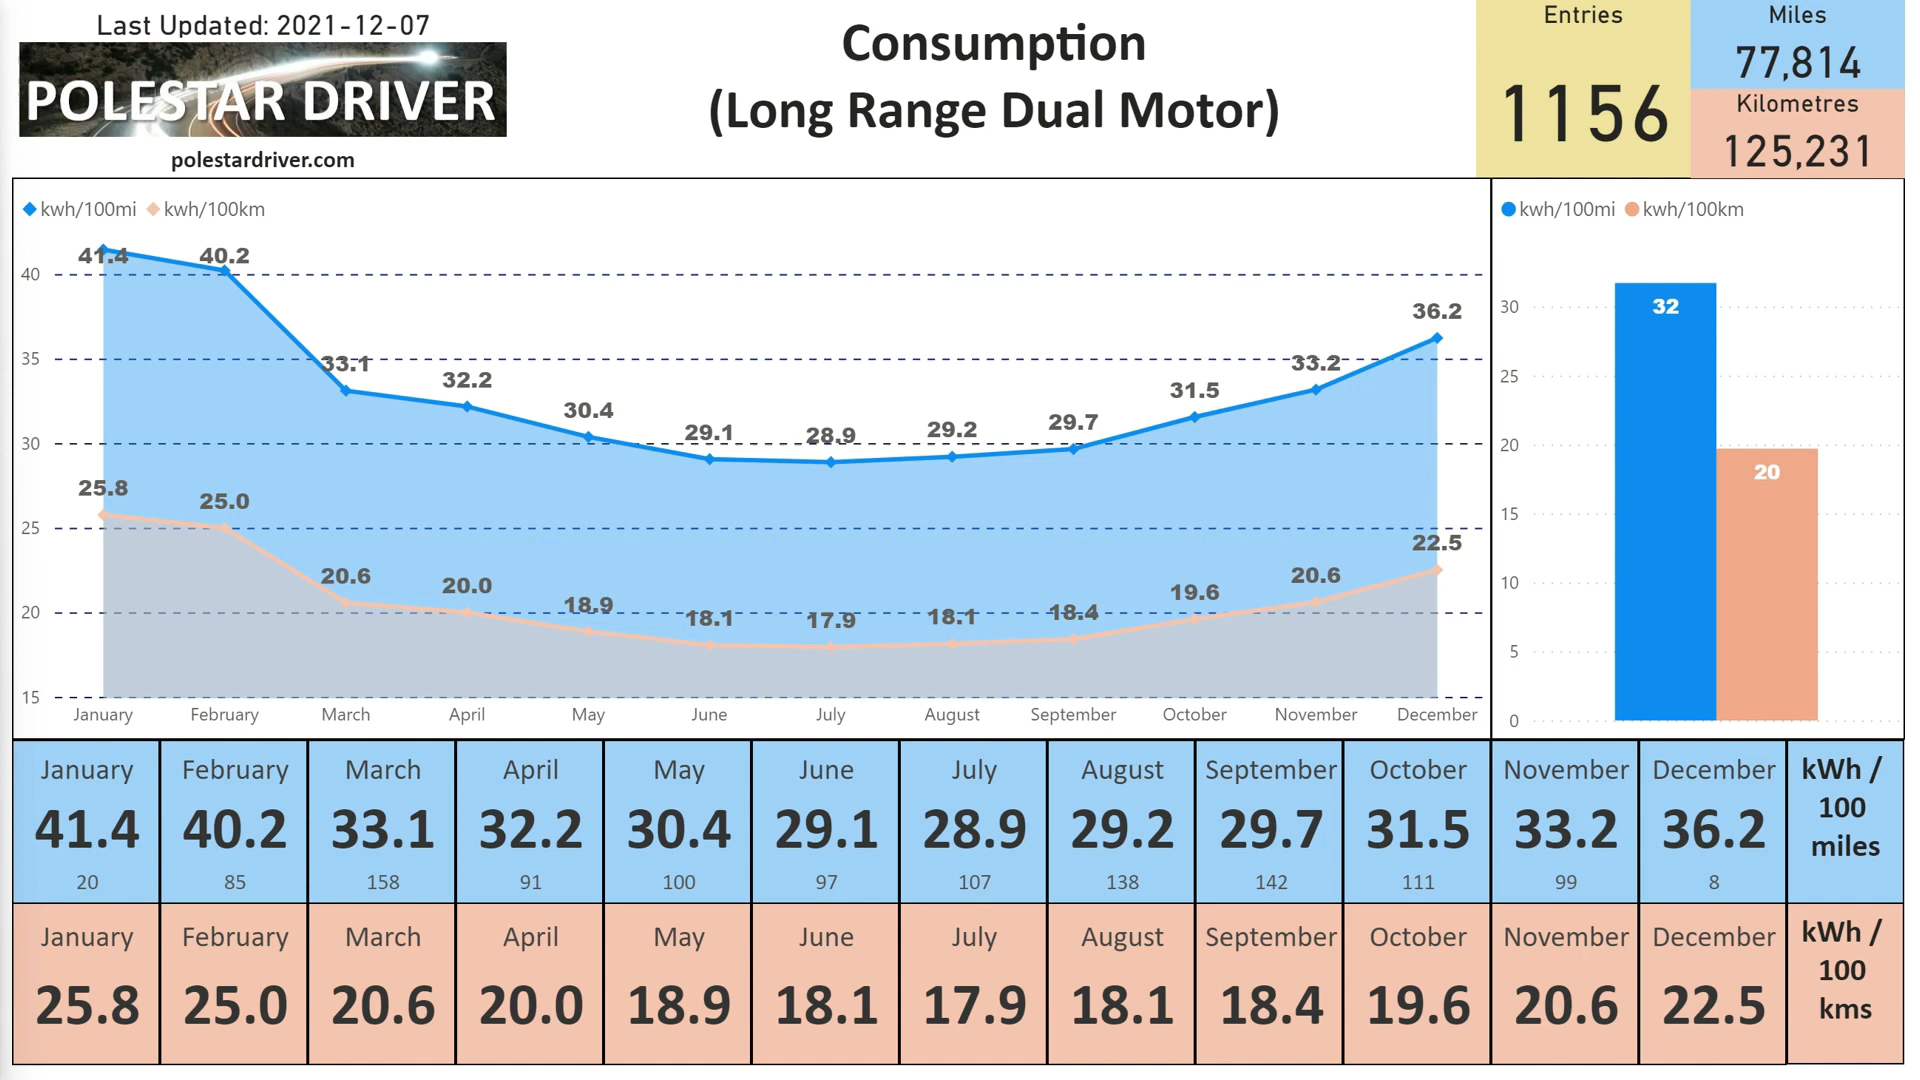 Last Updated: 2021-12-07
POLESTAR DRIVER
polestardriver.com
Consumption
(Long Range Dual Motor)
Entries
1156
Miles
77,814
Kilometres
125,231
kwh/100mi kwh/100km
40
35
30
25
20
15
41.4 40.2 33.1 32.2 30.4 29.1 28.9 29.2 29.7 31.5 33.2 36.2
25.8 25.0 20.6 20.0 18.9 18.1 17.9 18.1 18.4 19.6 20.6 22.5
January February March April May June July August September October November December
kwh/100mi kwh/100km
30
25
20
15
10
5
0
32
20
January February March April May June July August September October November December kWh /
100
miles
41.4 40.2 33.1 32.2 30.4 29.1 28.9 29.2 29.7 31.5 33.2 36.2
20 85 158 91 100 97 107 138 142 111 99 8
January February March April May June July August September October November December kWh /
100
kms
25.8 25.0 20.6 20.0 18.9 18.1 17.9 18.1 18.4 19.6 20.6 22.5